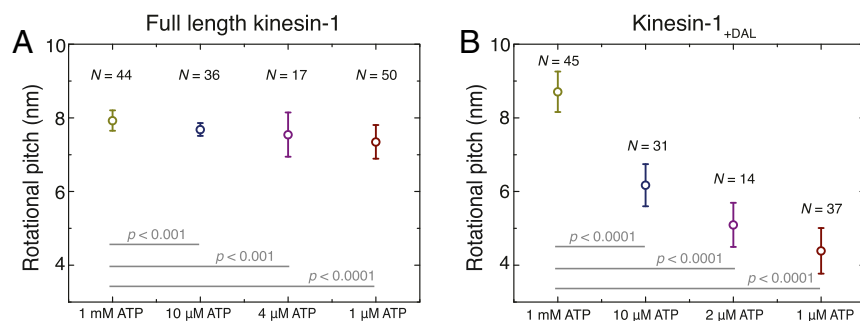 A
Full length kinesin-1
Rotational pitch (nm)
10
8
6
4
N = 44
N = 36
N = 17
N = 50
p < 0.001
p < 0.001
p < 0.0001
1 mM ATP
10 µM ATP
4 µM ATP
1 µM ATP
B
Kinesin-1+DAL
Rotational pitch (nm)
10
8
6
4
N = 45
N = 31
N = 14
N = 37
p < 0.0001
p < 0.0001
p < 0.0001
1 mM ATP
10 µM ATP
2 µM ATP
1 µM ATP